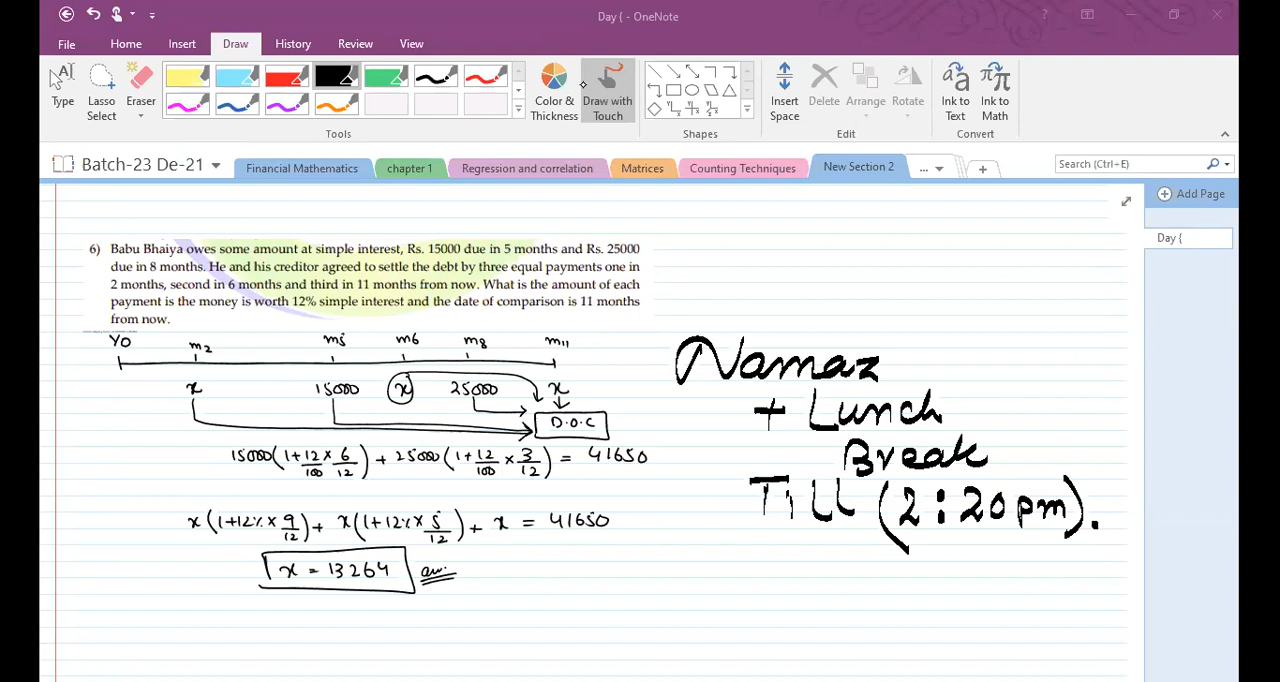 Day { - OneNote
File Home Insert Draw History Review View
Type
Lasso Select
Eraser
Color & Thickness
Draw with Touch
Insert Space
Delete
Arrange
Rotate
Ink to Text
Ink to Math
Tools Shapes Edit Convert
Batch-23 De-21 Financial Mathematics chapter 1 Regression and correlation Matrices Counting Techniques New Section 2 ... Search (Ctrl+E)
Add Page
Day {
6) Babu Bhaiya owes some amount at simple interest, Rs. 15000 due in 5 months and Rs. 25000
due in 8 months. He and his creditor agreed to settle the debt by three equal payments one in
2 months, second in 6 months and third in 11 months from now. What is the amount of each
payment is the money is worth 12% simple interest and the date of comparison is 11 months
from now.
Y0 m2 m5 m6 m8 m11
x 15000 x 25000 x
D.O.C
15000(1+12/100 × 6/12) + 25000(1+12/100 × 3/12) = 41650
x(1+12% × 9/12) + x(1+12% × 5/12) + x = 41650
x = 13264 ans.
Namaz
+ Lunch
Break
Till (2:20pm).